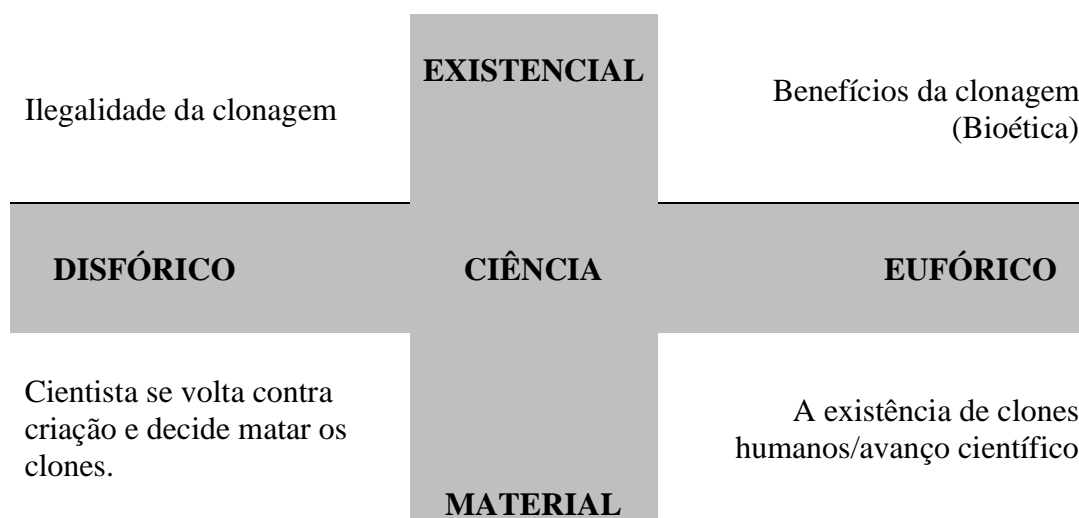 EXISTENCIAL
Ilegalidade da clonagem
Benefícios da clonagem
(Bioética)
DISFÓRICO
CIÊNCIA
EUFÓRICO
Cientista se volta contra
criação e decide matar os
clones.
A existência de clones
humanos/avanço científico
MATERIAL